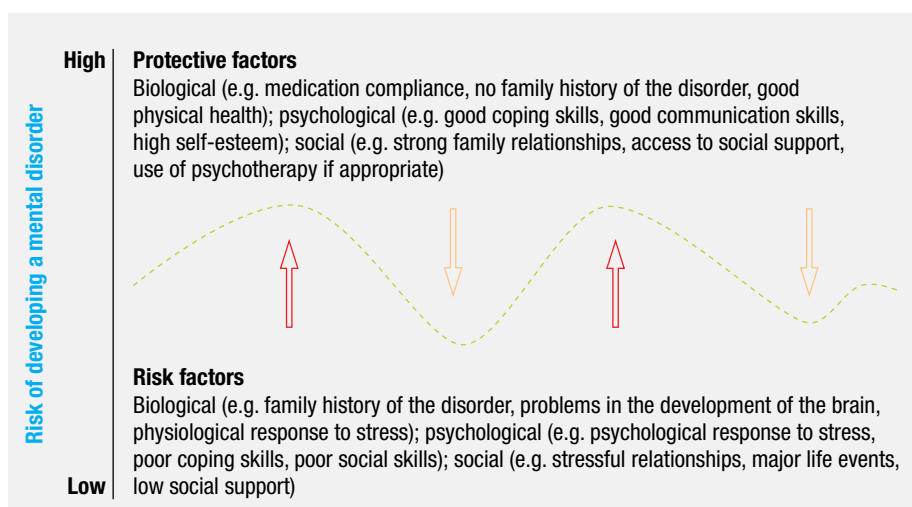 High
Protective factors
Biological (e.g. medication compliance, no family history of the disorder, good
physical health); psychological (e.g. good coping skills, good communication skills,
high self-esteem); social (e.g. strong family relationships, access to social support,
use of psychotherapy if appropriate)
Risk of developing a mental disorder
Risk factors
Biological (e.g. family history of the disorder, problems in the development of the brain,
physiological response to stress); psychological (e.g. psychological response to stress,
poor coping skills, poor social skills); social (e.g. stressful relationships, major life events,
low social support)
Low